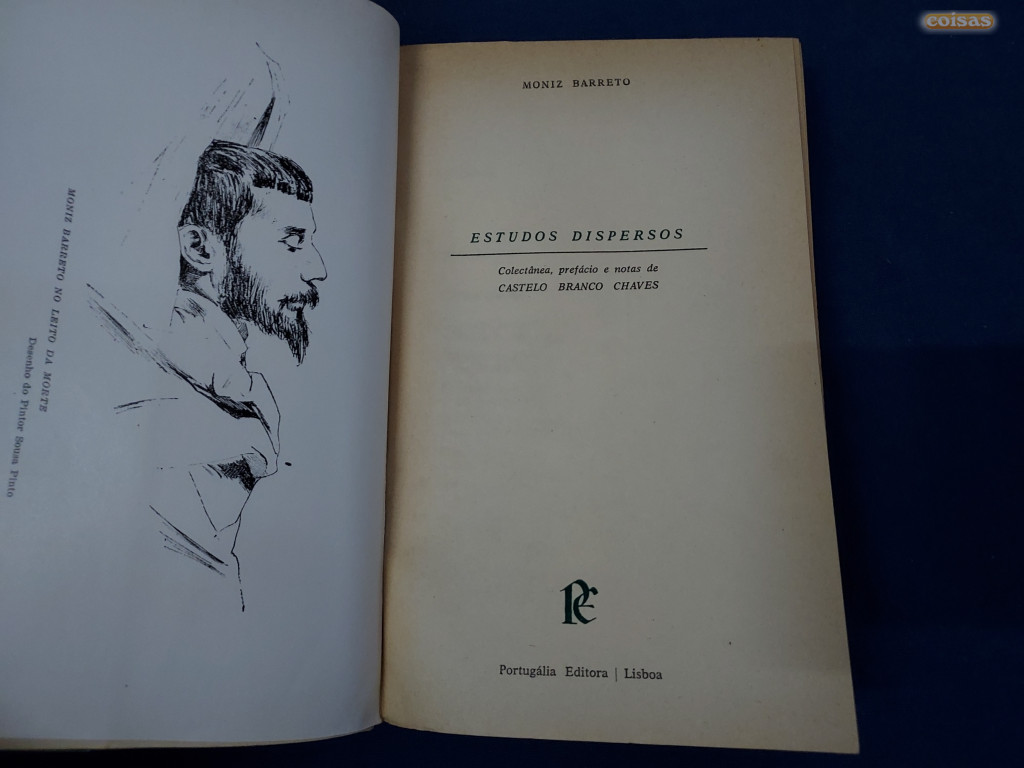 MONIZ BARRETO NO LEITO DA MORTE
Desenho do Pintor Sousa Pinto
MONIZ BARRETO
ESTUDOS DISPERSOS
Colectânea, prefácio e notas de
CASTELO BRANCO CHAVES
PE
Portugália Editora | Lisboa
coisas